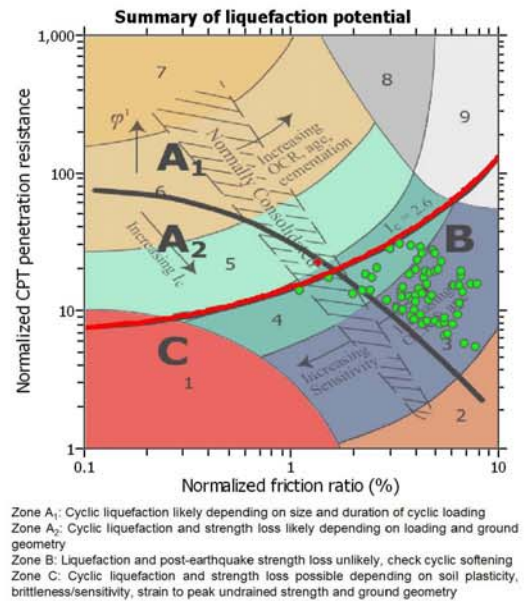 Summary of liquefaction potential
Normalized CPT penetration resistance
1,000
100
10
1
0.1
1
10
Normalized friction ratio (%)
7
8
9
φ'
A1
Normally Consolidated
Increasing
OCR, age,
cementation
6
A2
Increasing Ic
5
Ic = 2.6
B
4
C
1
Increasing
Sensitivity
3
2
Zone A1: Cyclic liquefaction likely depending on size and duration of cyclic loading
Zone A2: Cyclic liquefaction and strength loss likely depending on loading and ground
geometry
Zone B: Liquefaction and post-earthquake strength loss unlikely, check cyclic softening
Zone C: Cyclic liquefaction and strength loss possible depending on soil plasticity,
brittleness/sensitivity, strain to peak undrained strength and ground geometry